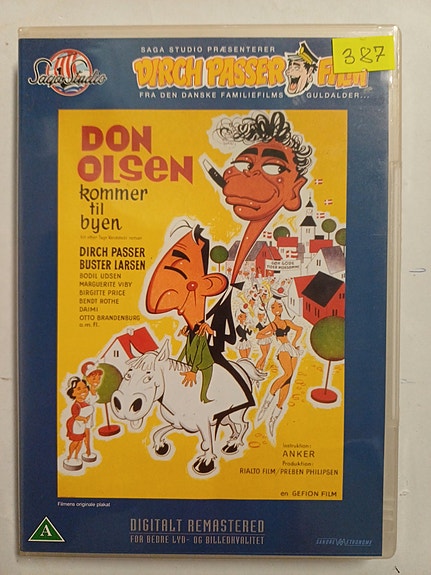 SAGA STUDIO PRÆSENTERER
Saga Studio
DIRCH PASSER FILM
387
FRA DEN DANSKE FAMILIEFILMS GULDALDER...
DON
OLSEN
kommer
til
byen
DIRCH PASSER
BUSTER LARSEN
BODIL UDSEN
MARGUERITE VIBY
BIRGITTE PRICE
BENDT ROTHE
DAIMI
OTTO BRANDENBURG
o.m.fl.
Instruktion:
ANKER
Produktion:
RIALTO FILM/PREBEN PHILIPSEN
en GEFION FILM
Filmens originale plakat
A
DIGITALT REMASTERED
FOR BEDRE LYD- OG BILLEDKVALITET